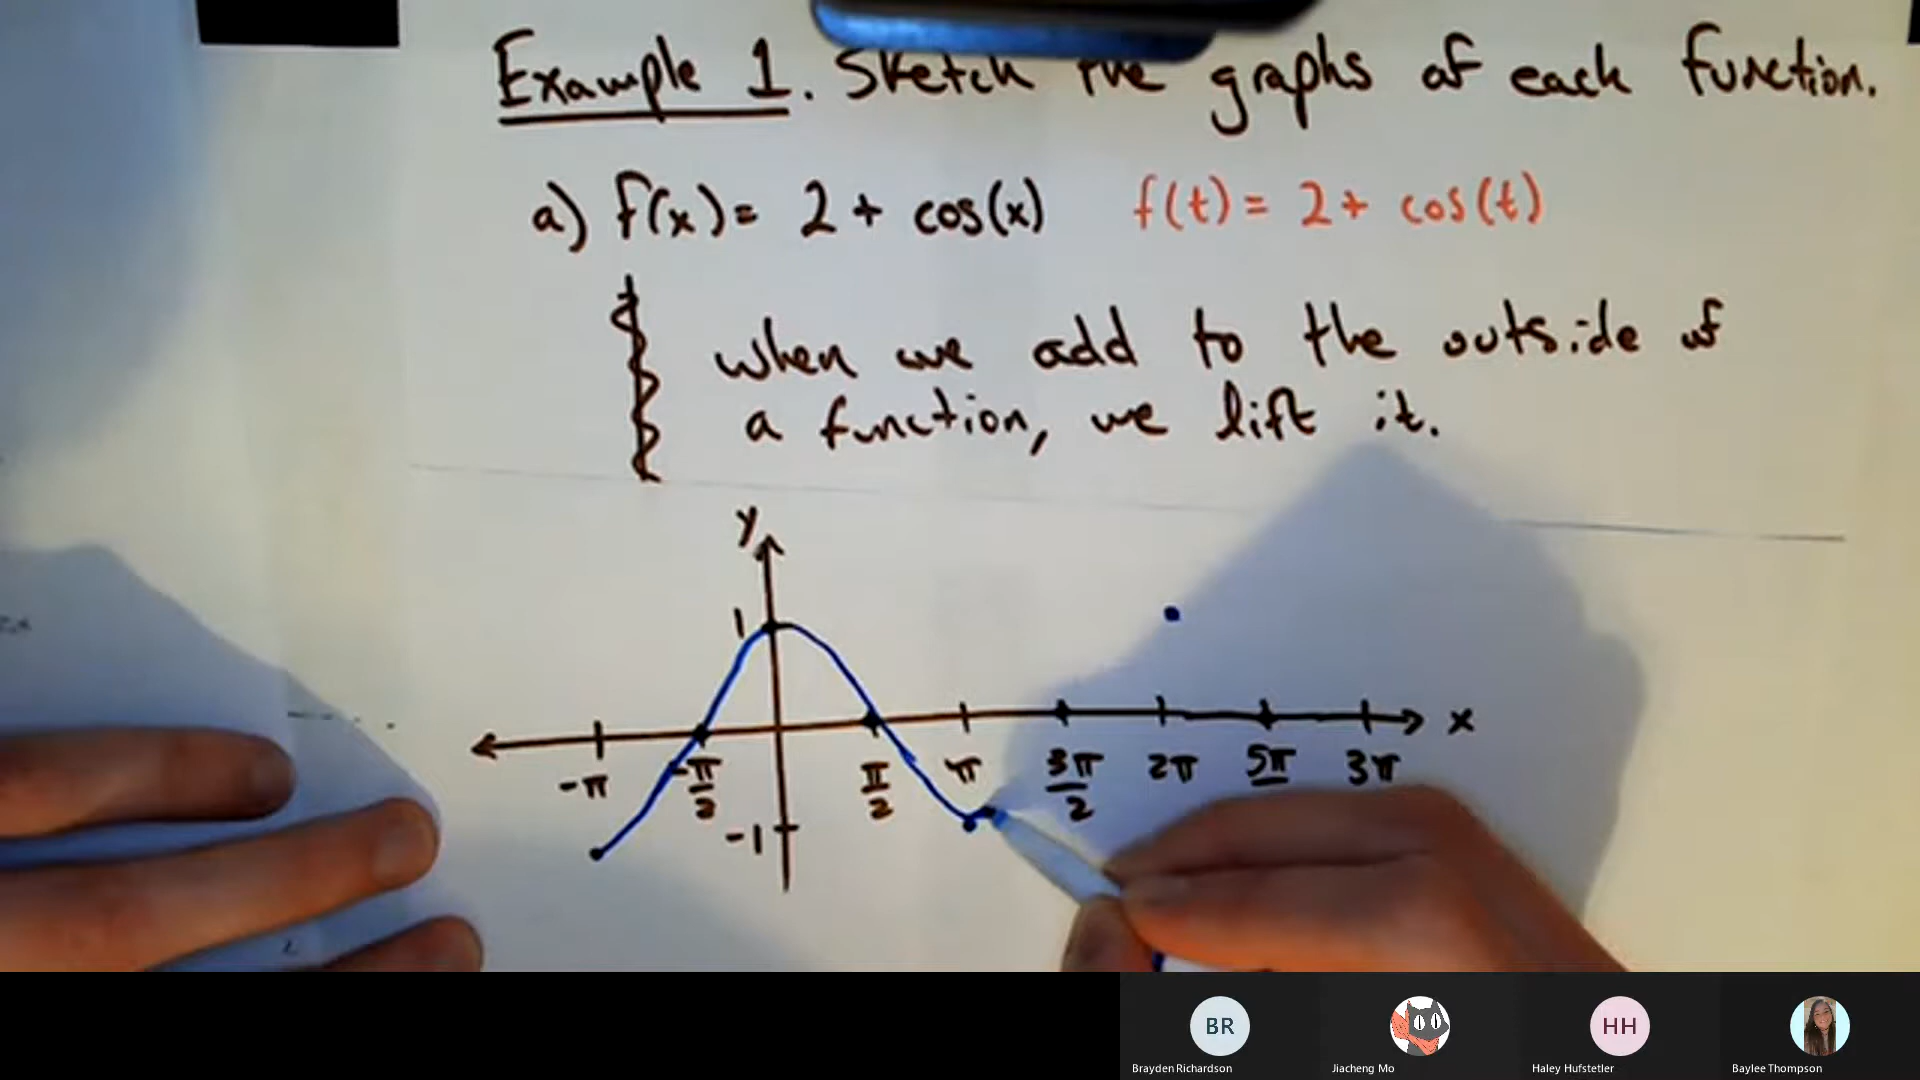 Example 1. Sketch the graphs of each function.
a) f(x) = 2 + cos(x) f(t) = 2 + cos(t)
when we add to the outside of
a function, we lift it.
y
1
x
-π -π/2 π/2 π 3π/2 2π 5π 3π
-1
BR HH
Brayden Richardson Jiacheng Mo Haley Hufstetler Baylee Thompson